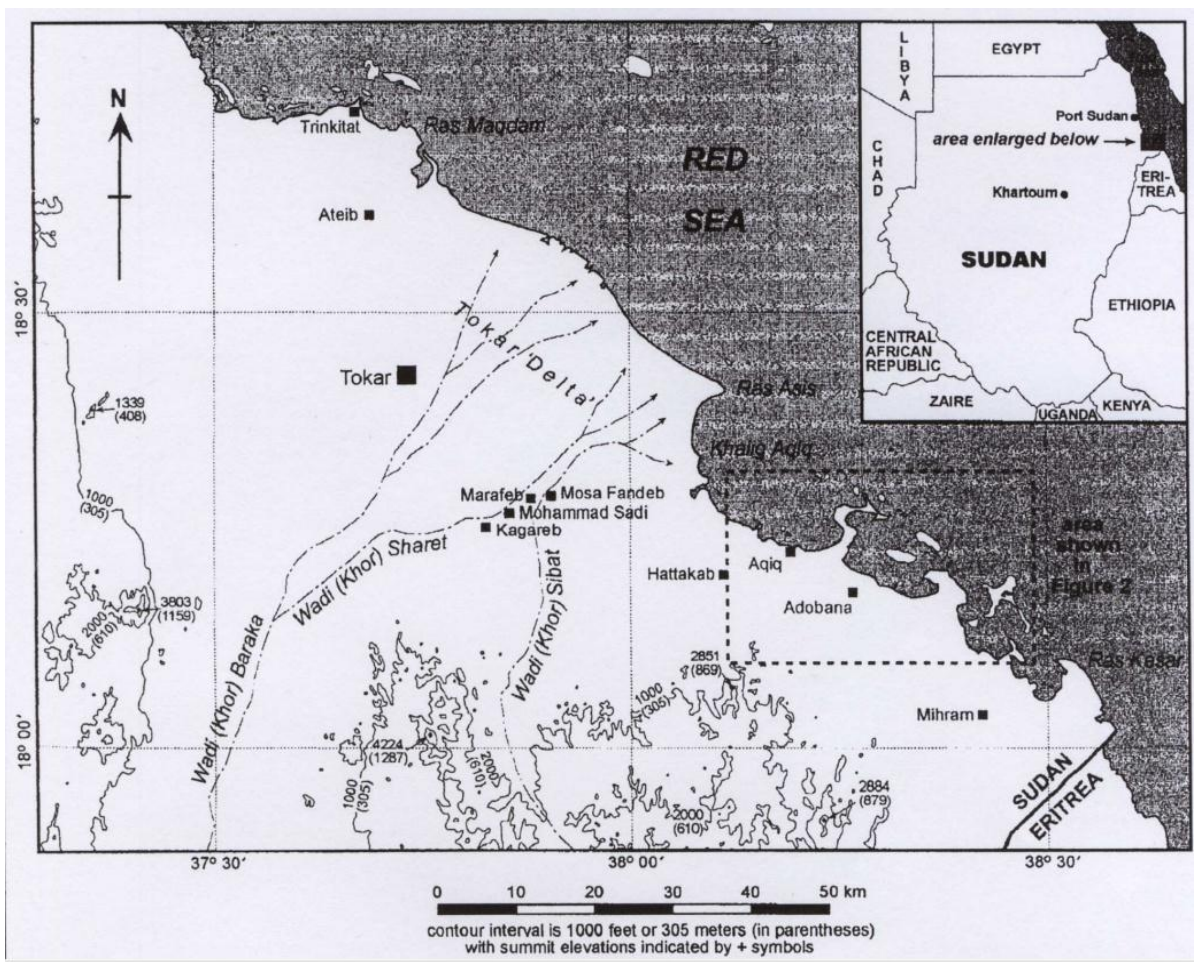 LIBYA
EGYPT
CHAD
Port Sudan
area enlarged below
ERI-
TREA
Khartoum
SUDAN
ETHIOPIA
CENTRAL
AFRICAN
REPUBLIC
ZAIRE
UGANDA
KENYA
N
Trinkitat
Ras Maqdam
RED
SEA
Ateib
18° 30'
Tokar 'Delta'
Tokar
Ras Asis
1339
(408)
Khalig Aqiq
1000
(305)
Marafeb
Mosa Fandeb
Mohammad Sadi
Kagareb
Wadi (Khor) Sharet
area
shown
in
Figure 2
Aqiq
Hattakab
Adobana
Wadi (Khor) Sibat
3803
(1159)
2000
(610)
Wadi (Khor) Baraka
2851
(869)
Ras Kasar
1000
(305)
Mihram
18° 00'
4224
(1287)
2000
(610)
1000
(305)
2884
(879)
2000
(610)
SUDAN
ERITREA
37° 30'
38° 00'
38° 30'
0 10 20 30 40 50 km
contour interval is 1000 feet or 305 meters (in parentheses)
with summit elevations indicated by + symbols